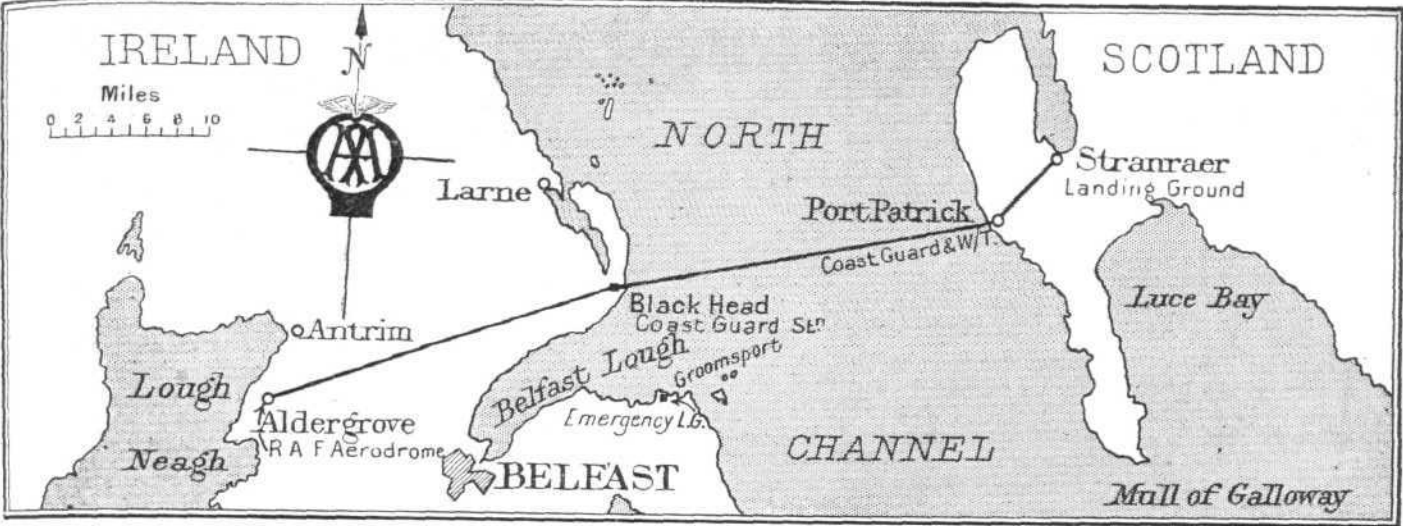 IRELAND
Miles
0 2 4 6 8 10
N
AA
SCOTLAND
NORTH
Larne
Stranraer
Landing Ground
Port Patrick
Coast Guard & W/T.
Black Head
Coast Guard Stn
Luce Bay
Antrim
Lough
Neagh
Aldergrove
R A F Aerodrome
Belfast Lough
Groomsport
Emergency L.G.
BELFAST
CHANNEL
Mull of Galloway